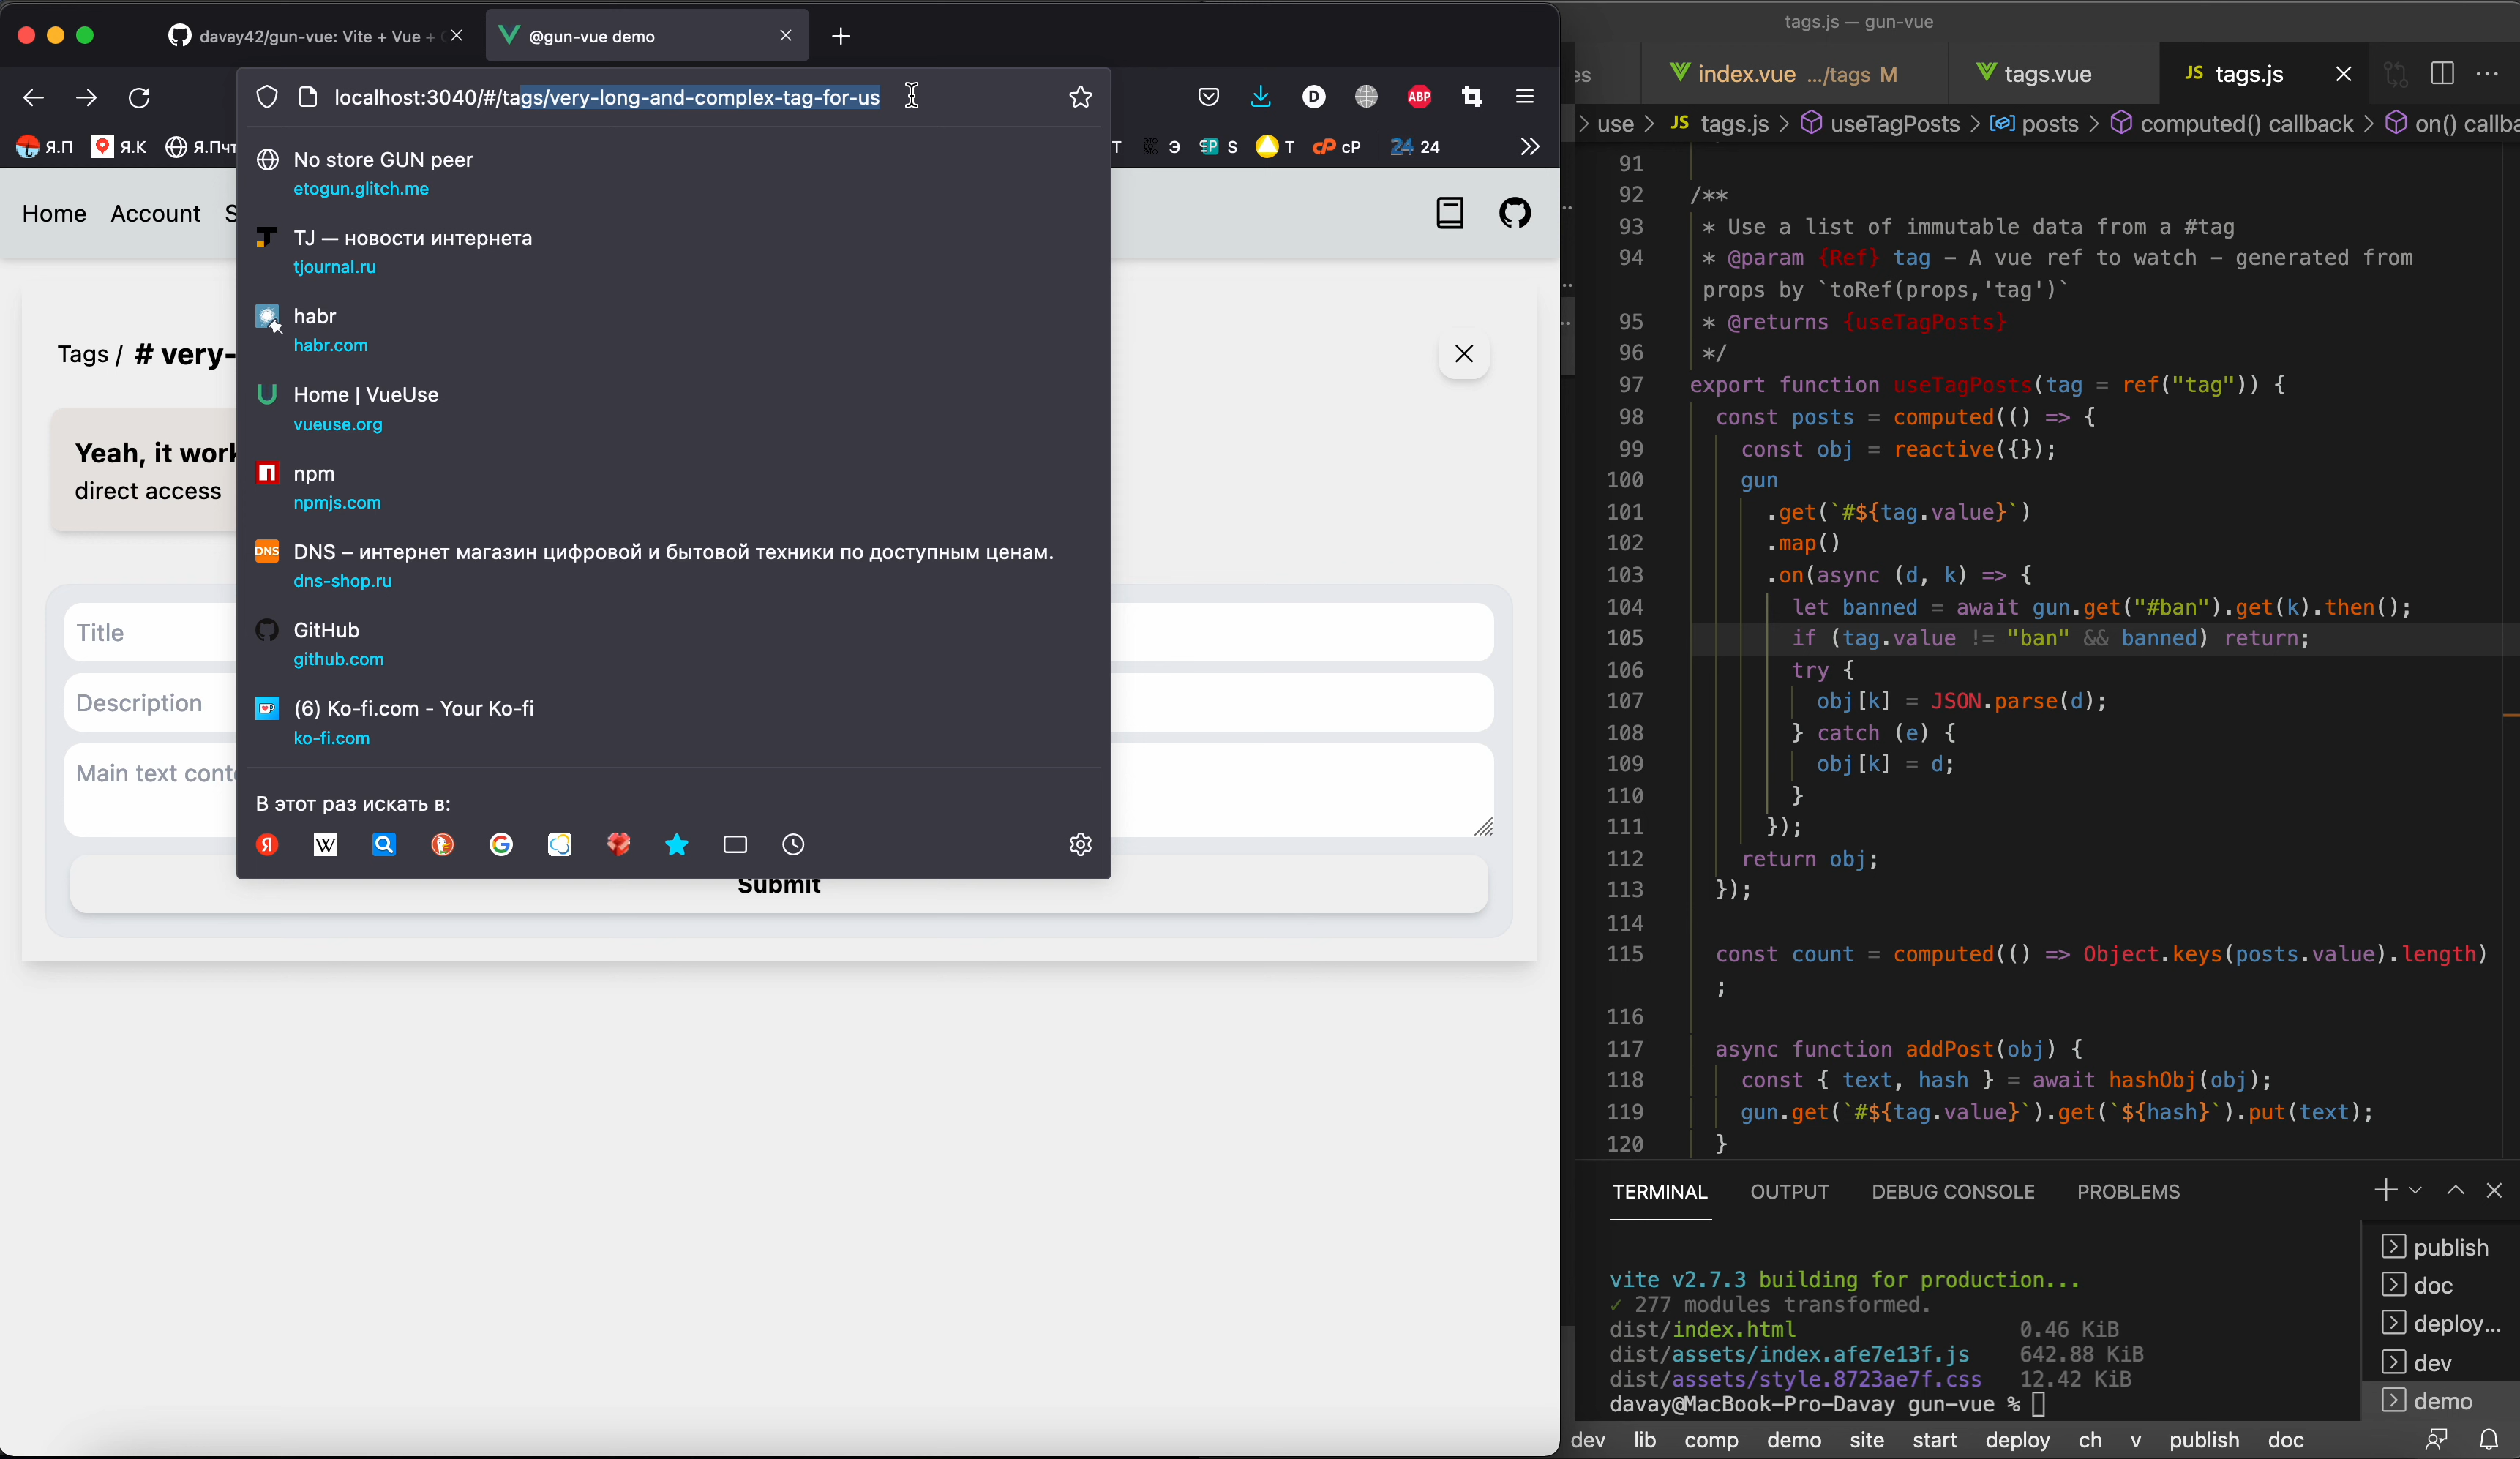 davay42/gun-vue: Vite + Vue +
@gun-vue demo
localhost:3040/#/tags/very-long-and-complex-tag-for-us
ABP
Я.П
Я.К
Я.Пчт
T
Э
S
T
cP
24 24
No store GUN peer
etogun.glitch.me
TJ — новости интернета
tjournal.ru
habr
habr.com
Home | VueUse
vueuse.org
npm
npmjs.com
DNS – интернет магазин цифровой и бытовой техники по доступным ценам.
dns-shop.ru
GitHub
github.com
(6) Ko-fi.com - Your Ko-fi
ko-fi.com
В этот раз искать в:
Home Account S
Tags / # very-
Yeah, it work
direct access
Title
Description
Main text conte
Submit
tags.js — gun-vue
es
index.vue .../tags M
tags.vue
JS tags.js
> use > JS tags.js > useTagPosts > posts > computed() callback > on() callba
91
92 /**
93 * Use a list of immutable data from a #tag
94 * @param {Ref} tag – A vue ref to watch – generated from
props by `toRef(props,'tag')`
95 * @returns {useTagPosts}
96 */
97 export function useTagPosts(tag = ref("tag")) {
98 const posts = computed(() => {
99 const obj = reactive({});
100 gun
101 .get(`#${tag.value}`)
102 .map()
103 .on(async (d, k) => {
104 let banned = await gun.get("#ban").get(k).then();
105 if (tag.value != "ban" && banned) return;
106 try {
107 obj[k] = JSON.parse(d);
108 } catch (e) {
109 obj[k] = d;
110 }
111 });
112 return obj;
113 });
114
115 const count = computed(() => Object.keys(posts.value).length)
;
116
117 async function addPost(obj) {
118 const { text, hash } = await hashObj(obj);
119 gun.get(`#${tag.value}`).get(`${hash}`).put(text);
120 }
TERMINAL OUTPUT DEBUG CONSOLE PROBLEMS
vite v2.7.3 building for production...
✓ 277 modules transformed.
dist/index.html 0.46 KiB
dist/assets/index.afe7e13f.js 642.88 KiB
dist/assets/style.8723ae7f.css 12.42 KiB
davay@MacBook-Pro-Davay gun-vue %
publish
doc
deploy...
dev
demo
dev lib comp demo site start deploy ch v publish doc